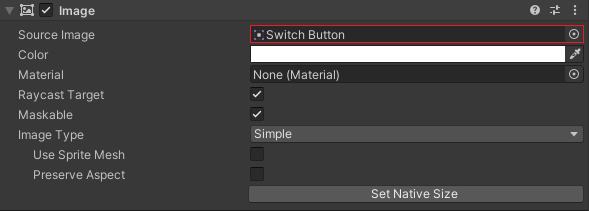 Image
Source Image Switch Button
Color
Material None (Material)
Raycast Target
Maskable
Image Type Simple
Use Sprite Mesh
Preserve Aspect
Set Native Size